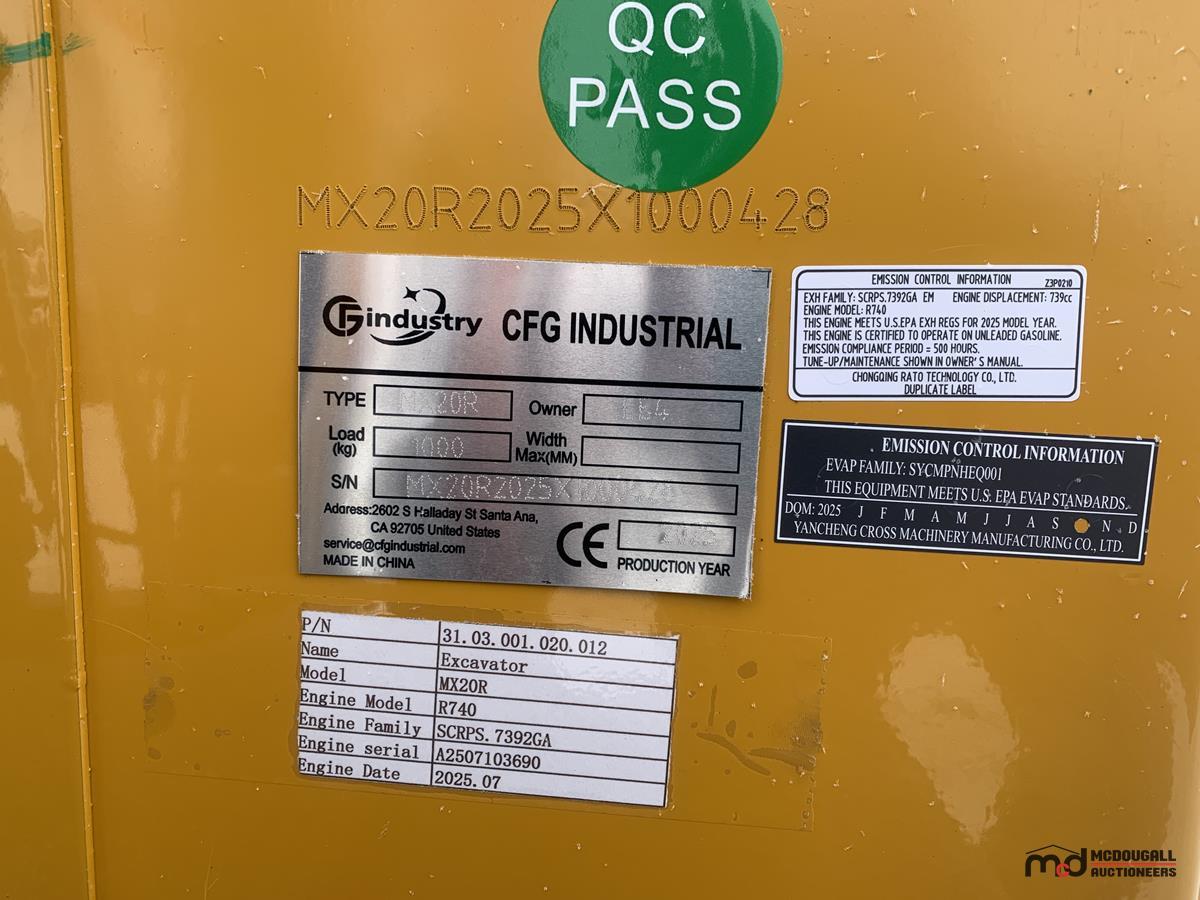 QC
PASS
MX20R2025X1000428
CFG industry CFG INDUSTRIAL
TYPE MX20R Owner
Load (kg) 1000 Width Max(MM)
S/N MX20R2025X1000428
Address:2602 S Halladay St Santa Ana,
CA 92705 United States
service@cfgindustrial.com
MADE IN CHINA
CE 2025
PRODUCTION YEAR
EMISSION CONTROL INFORMATION Z3P0210
EXH FAMILY: SCRPS.7392GA EM ENGINE DISPLACEMENT: 739cc
ENGINE MODEL: R740
THIS ENGINE MEETS U.S.EPA EXH REGS FOR 2025 MODEL YEAR.
THIS ENGINE IS CERTIFIED TO OPERATE ON UNLEADED GASOLINE.
EMISSION COMPLIANCE PERIOD = 500 HOURS.
TUNE-UP/MAINTENANCE SHOWN IN OWNER'S MANUAL.
CHONGQING RATO TECHNOLOGY CO., LTD.
DUPLICATE LABEL
EMISSION CONTROL INFORMATION
EVAP FAMILY: SYCMPNHEQ001
THIS EQUIPMENT MEETS U.S. EPA EVAP STANDARDS.
DOM: 2025 J F M A M J J A S N D
YANCHENG CROSS MACHINERY MANUFACTURING CO., LTD.
P/N 31.03.001.020.012
Name Excavator
Model MX20R
Engine Model R740
Engine Family SCRPS.7392GA
Engine serial A2507103690
Engine Date 2025.07
mcd MCDOUGALL
AUCTIONEERS